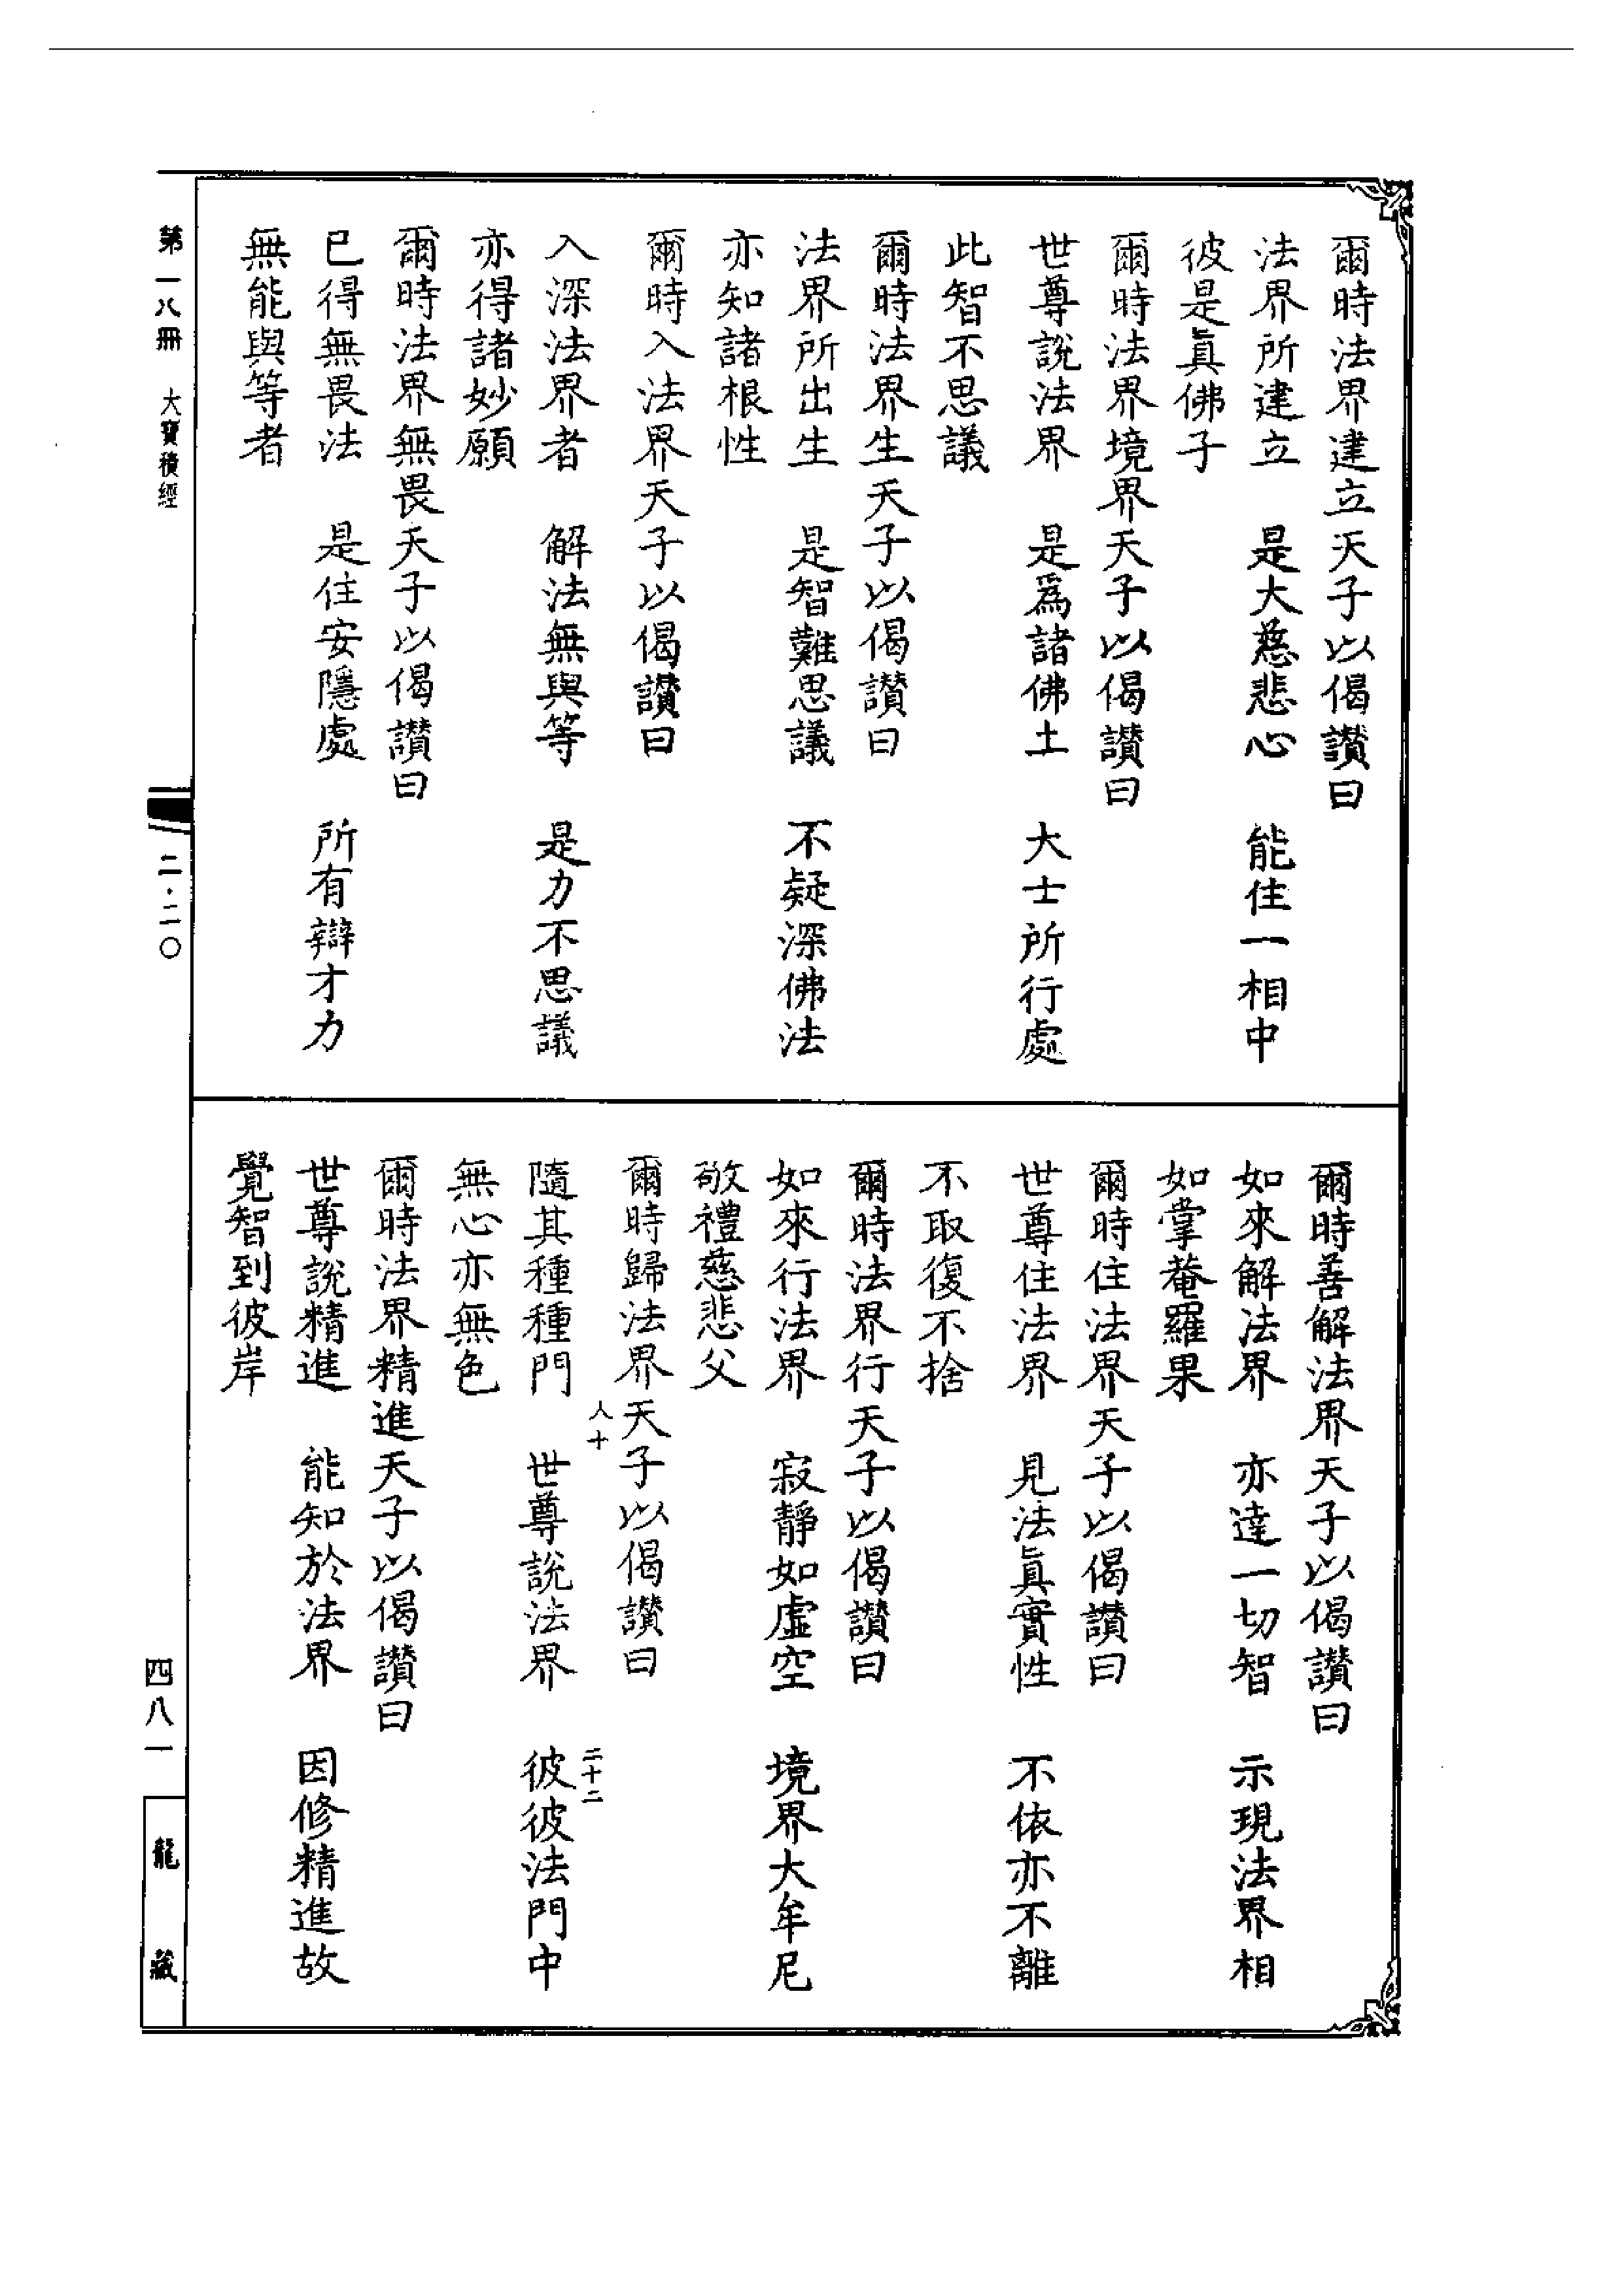 爾時法界建立天子以偈讃曰
法界所建立　是大慈悲心　能住一相中
彼是眞佛子
爾時法界境界天子以偈讃曰
世尊說法界　是爲諸佛土　大士所行處
此智不思議
爾時法界生天子以偈讃曰
法界所出生　是智難思議　不疑深佛法
亦知諸根性
爾時入法界天子以偈讃曰
入深法界者　解法無與等　是力不思議
亦得諸妙願
爾時法界無畏天子以偈讃曰
已得無畏法　是住安隱處　所有辯才力
無能與等者
爾時善解法界天子以偈讃曰
如來解法界　亦達一切智　示現法界相
如掌菴羅果
爾時住法界天子以偈讃曰
世尊住法界　見法眞實性　不依亦不離
不取復不捨
爾時法界行天子以偈讃曰
如來行法界　寂靜如虛空　境界大牟尼
敬禮慈悲父
爾時歸法界天子以偈讃曰
人十　二十二
隨其種種門　世尊說法界　彼彼法門中
無心亦無色
爾時法界精進天子以偈讃曰
世尊說精進　能知於法界　因修精進故
覺智到彼岸
第一八冊　大寶積經
二·二〇
四八一
龍藏